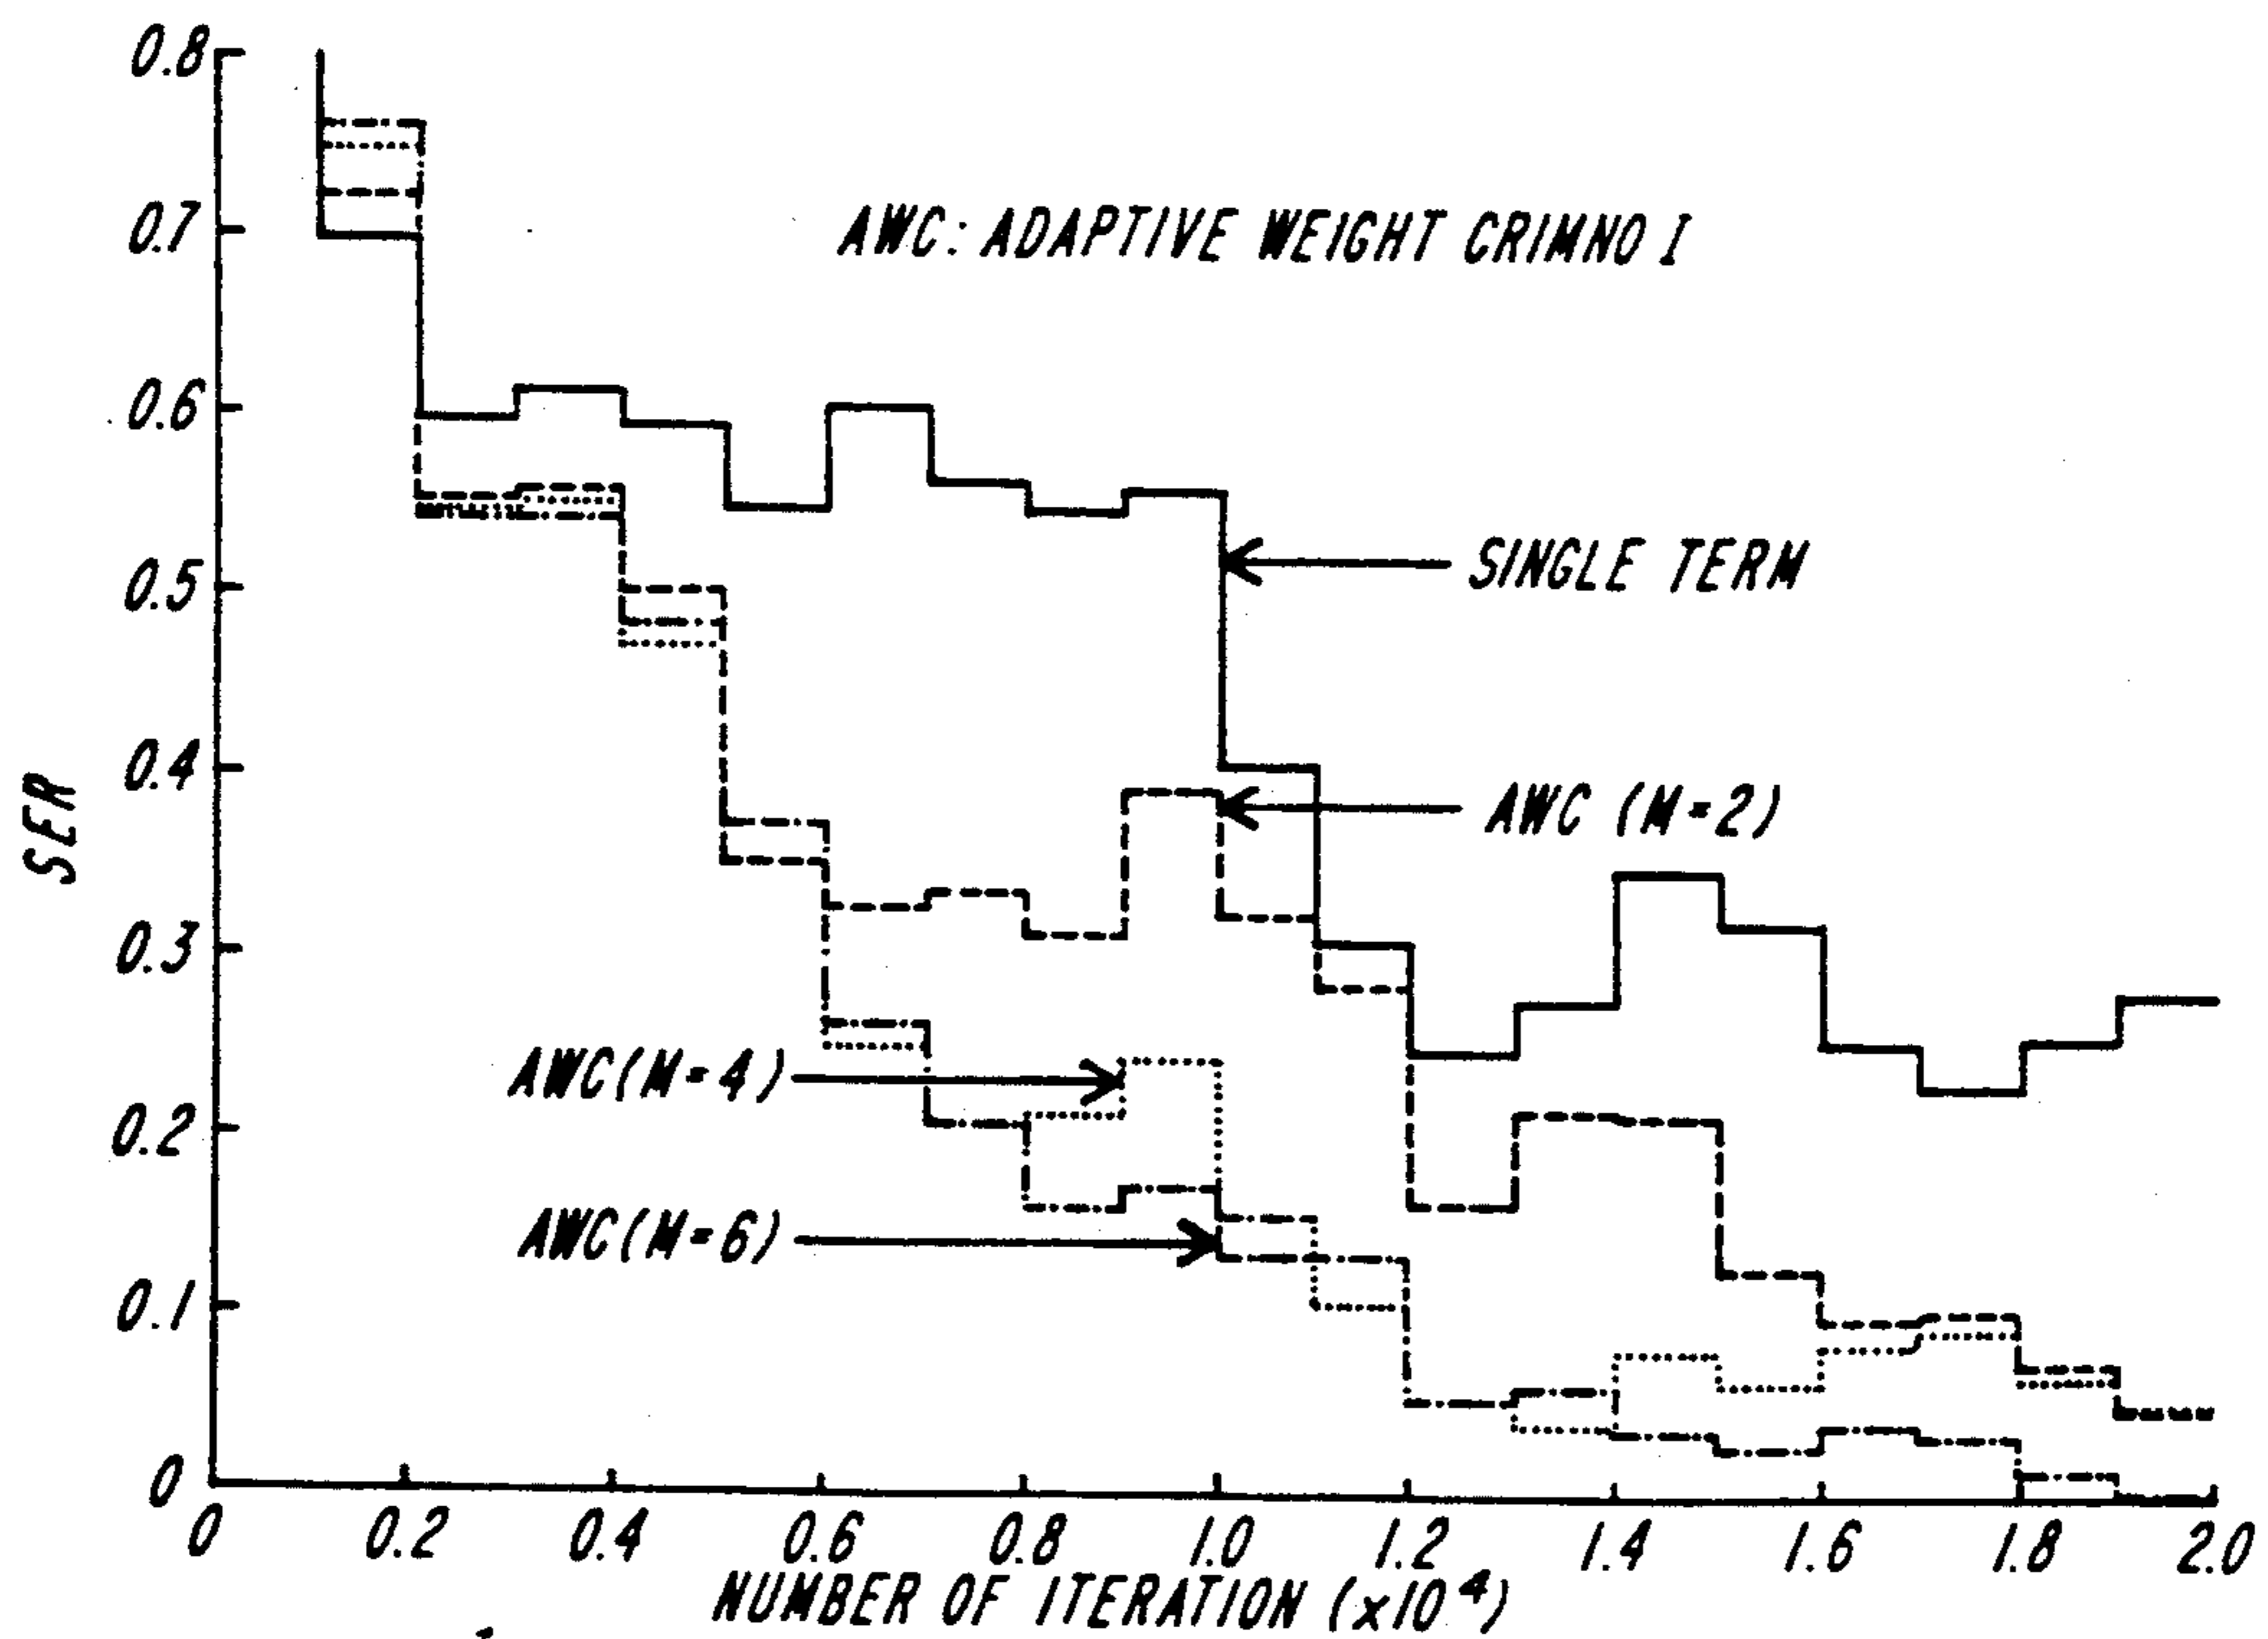 0.8
0.7
0.6
0.5
0.4
0.3
0.2
0.1
0
SER
AWC: ADAPTIVE WEIGHT CRIMNO I
SINGLE TERM
AWC (M=2)
AWC(M=4)
AWC(M=6)
0 0.2 0.4 0.6 0.8 1.0 1.2 1.4 1.6 1.8 2.0
NUMBER OF ITERATION (x10⁴)